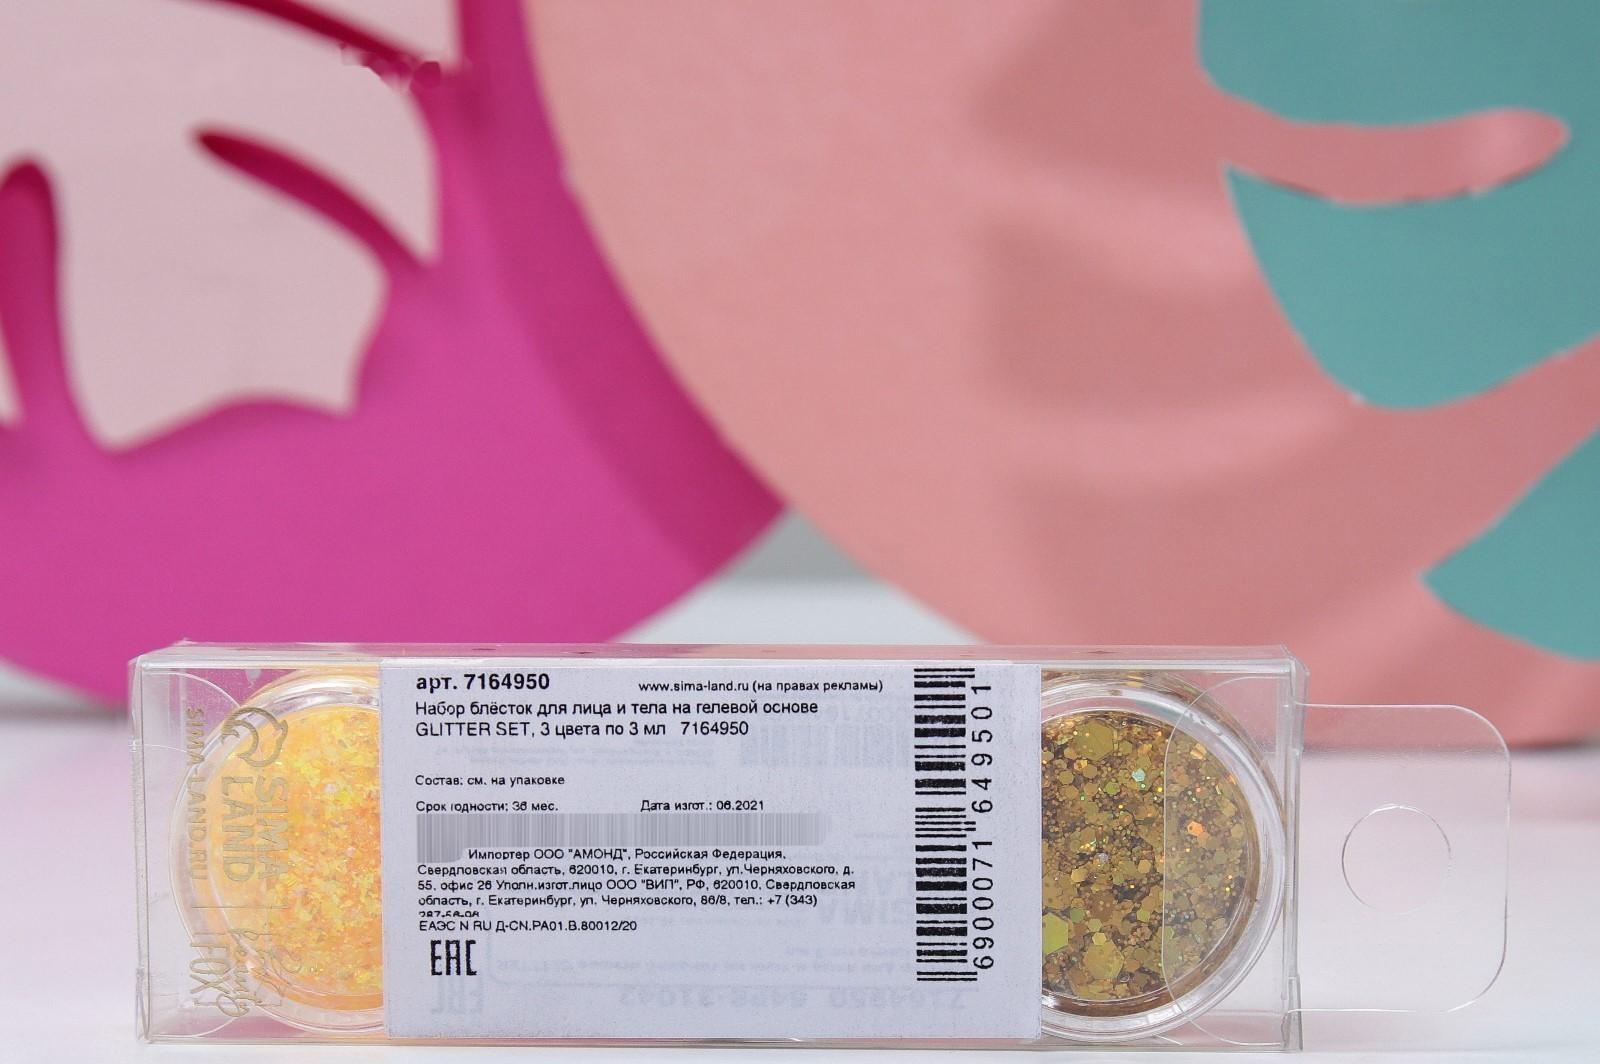 арт. 7164950
www.sima-land.ru (на правах рекламы)
Набор блёсток для лица и тела на гелевой основе
GLITTER SET, 3 цвета по 3 мл 7164950
Состав: см. на упаковке
Срок годности: 36 мес.
Дата изгот.: 06.2021
Импортер ООО "АМОНД", Российская Федерация,
Свердловская область, 620010, г. Екатеринбург, ул.Черняховского, д.
55, офис 26 Уполн.изгот.лицо ООО "ВИП", РФ, 620010, Свердловская
область, г. Екатеринбург, ул. Черняховского, 86/8, тел.: +7 (343)
ЕАЭС N RU Д-CN.РА01.В.80012/20
EAC
6900071649501
SIMA
LAND
SIMA-LAND.RU
Beauty
FOX